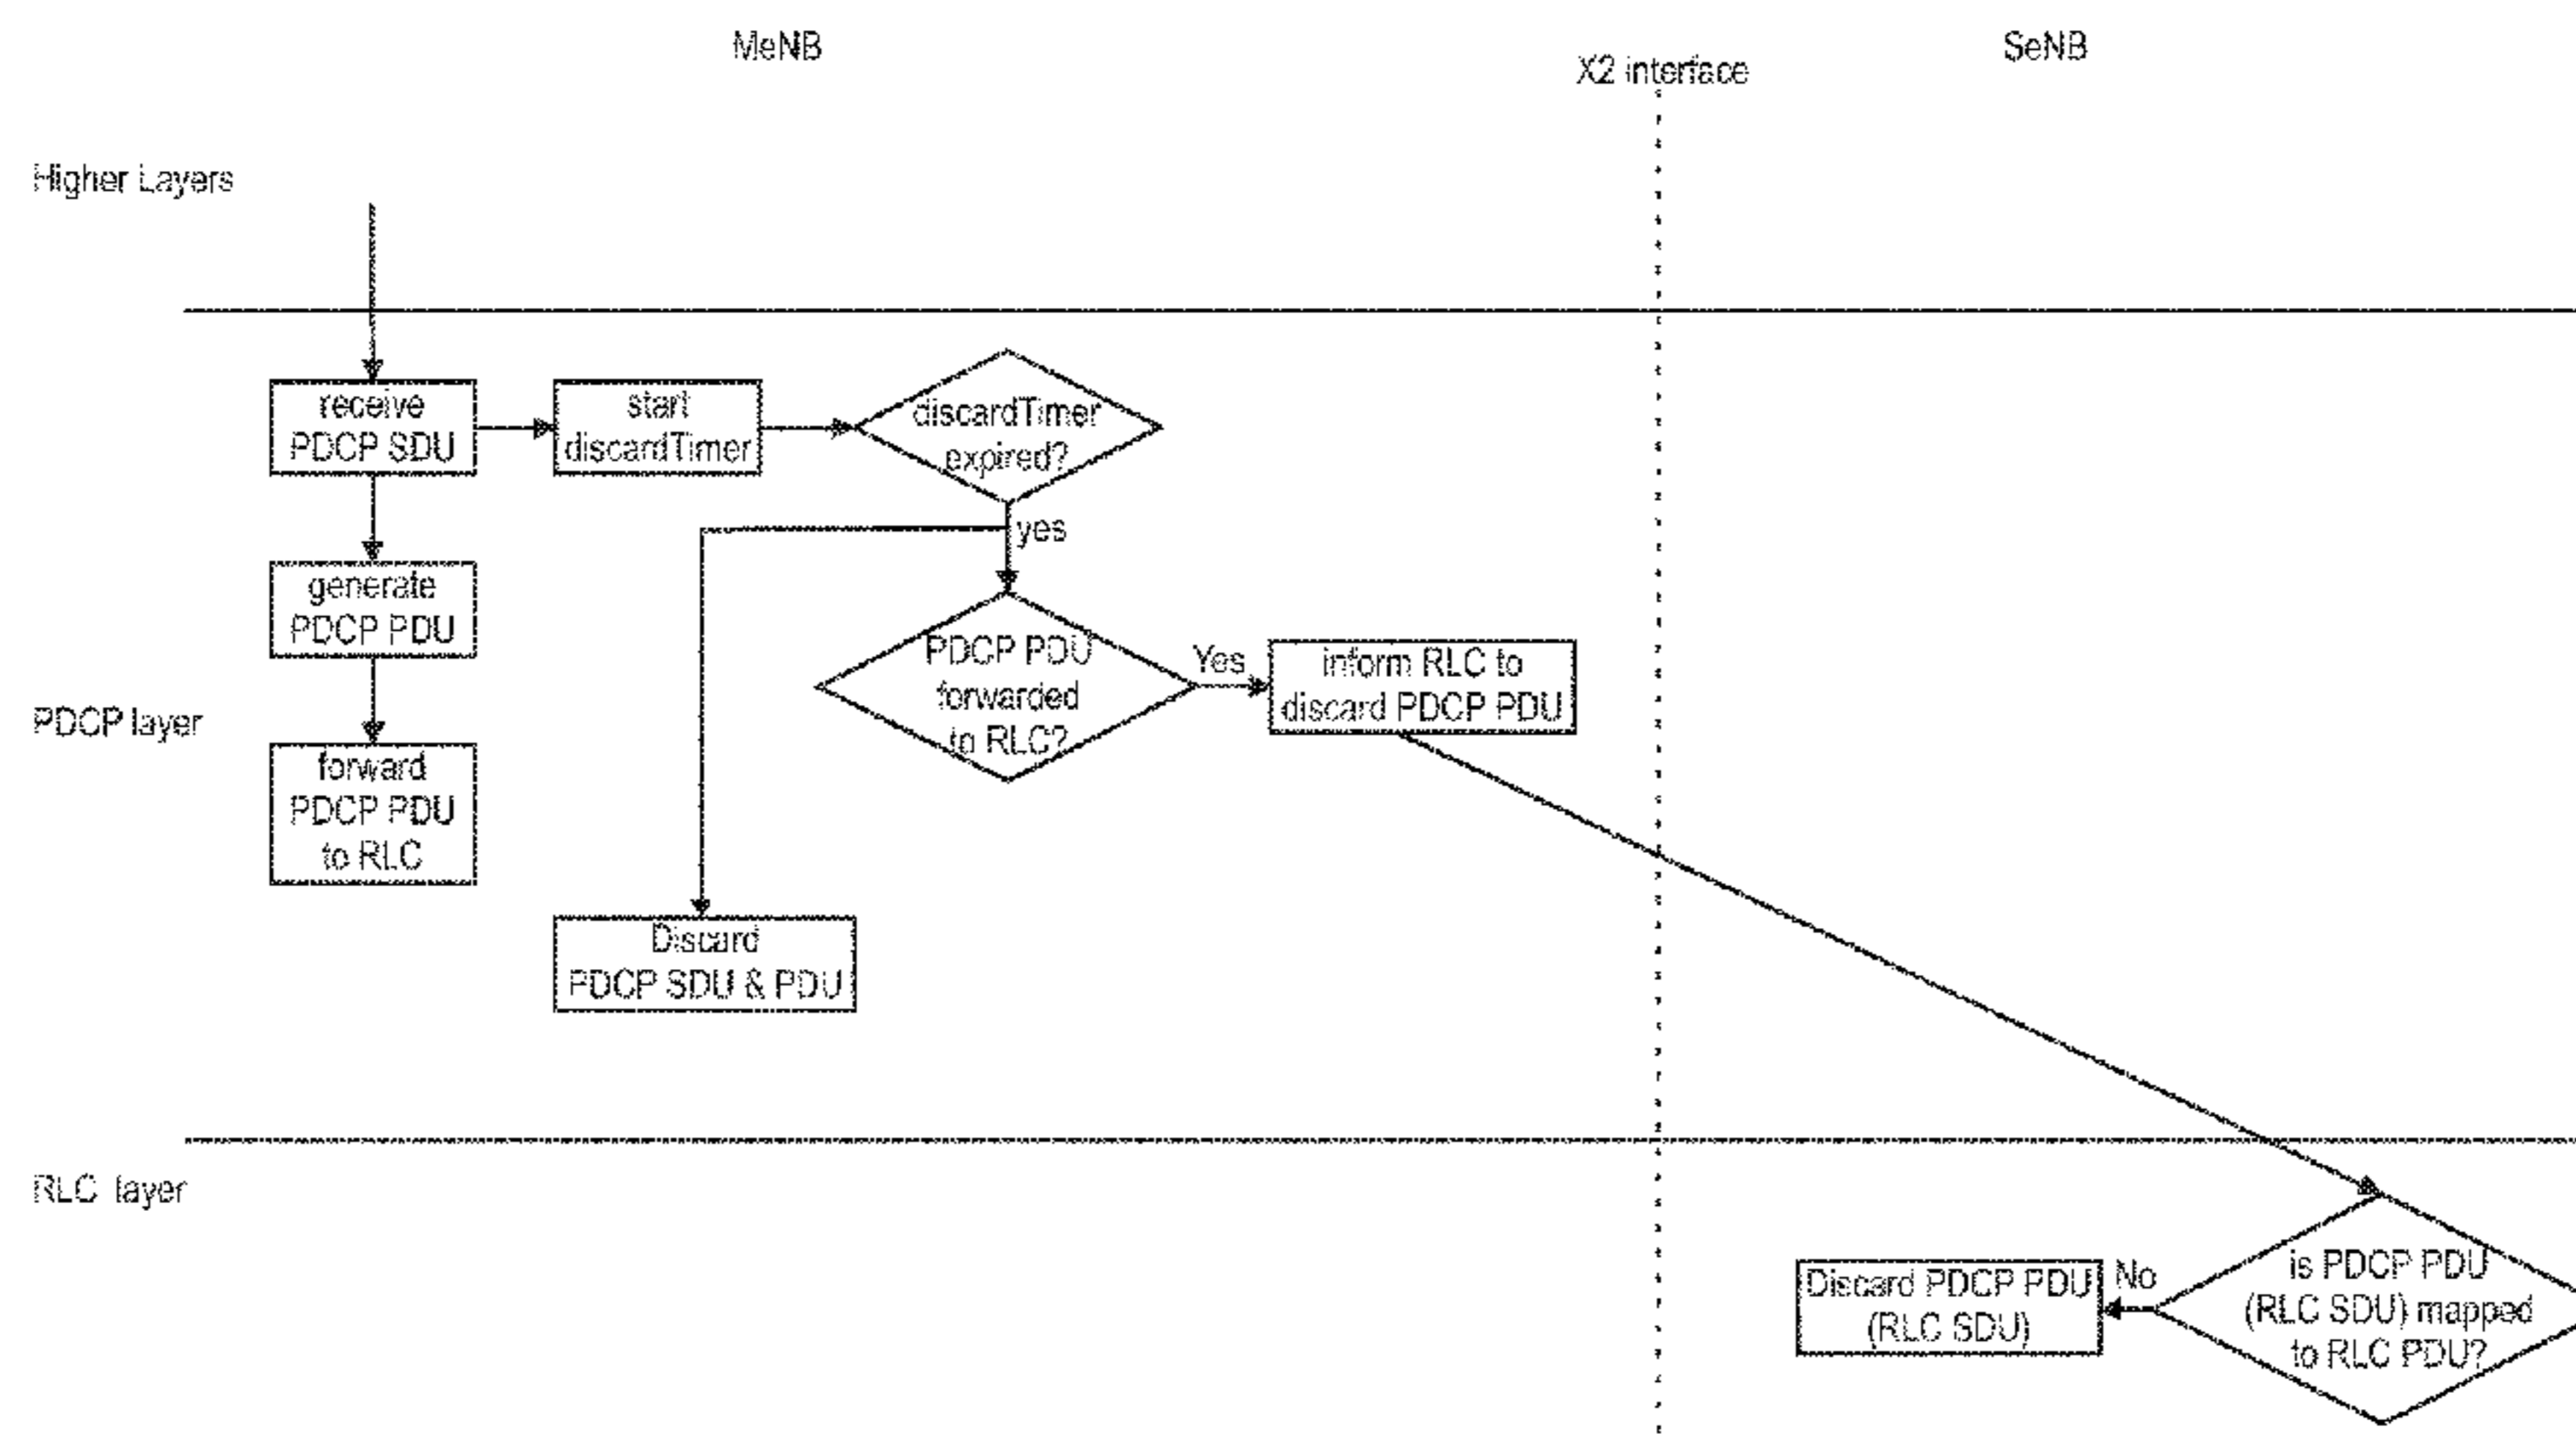 MeNB
SeNB
X2 interface
Higher Layers
receive
PDCP SDU
start
discardTimer
discardTimer
expired?
yes
generate
PDCP PDU
PDCP PDU
forwarded
to RLC?
Yes
inform RLC to
discard PDCP PDU
PDCP layer
forward
PDCP PDU
to RLC
Discard
PDCP SDU & PDU
RLC layer
is PDCP PDU
(RLC SDU) mapped
to RLC PDU?
No
Discard PDCP PDU
(RLC SDU)